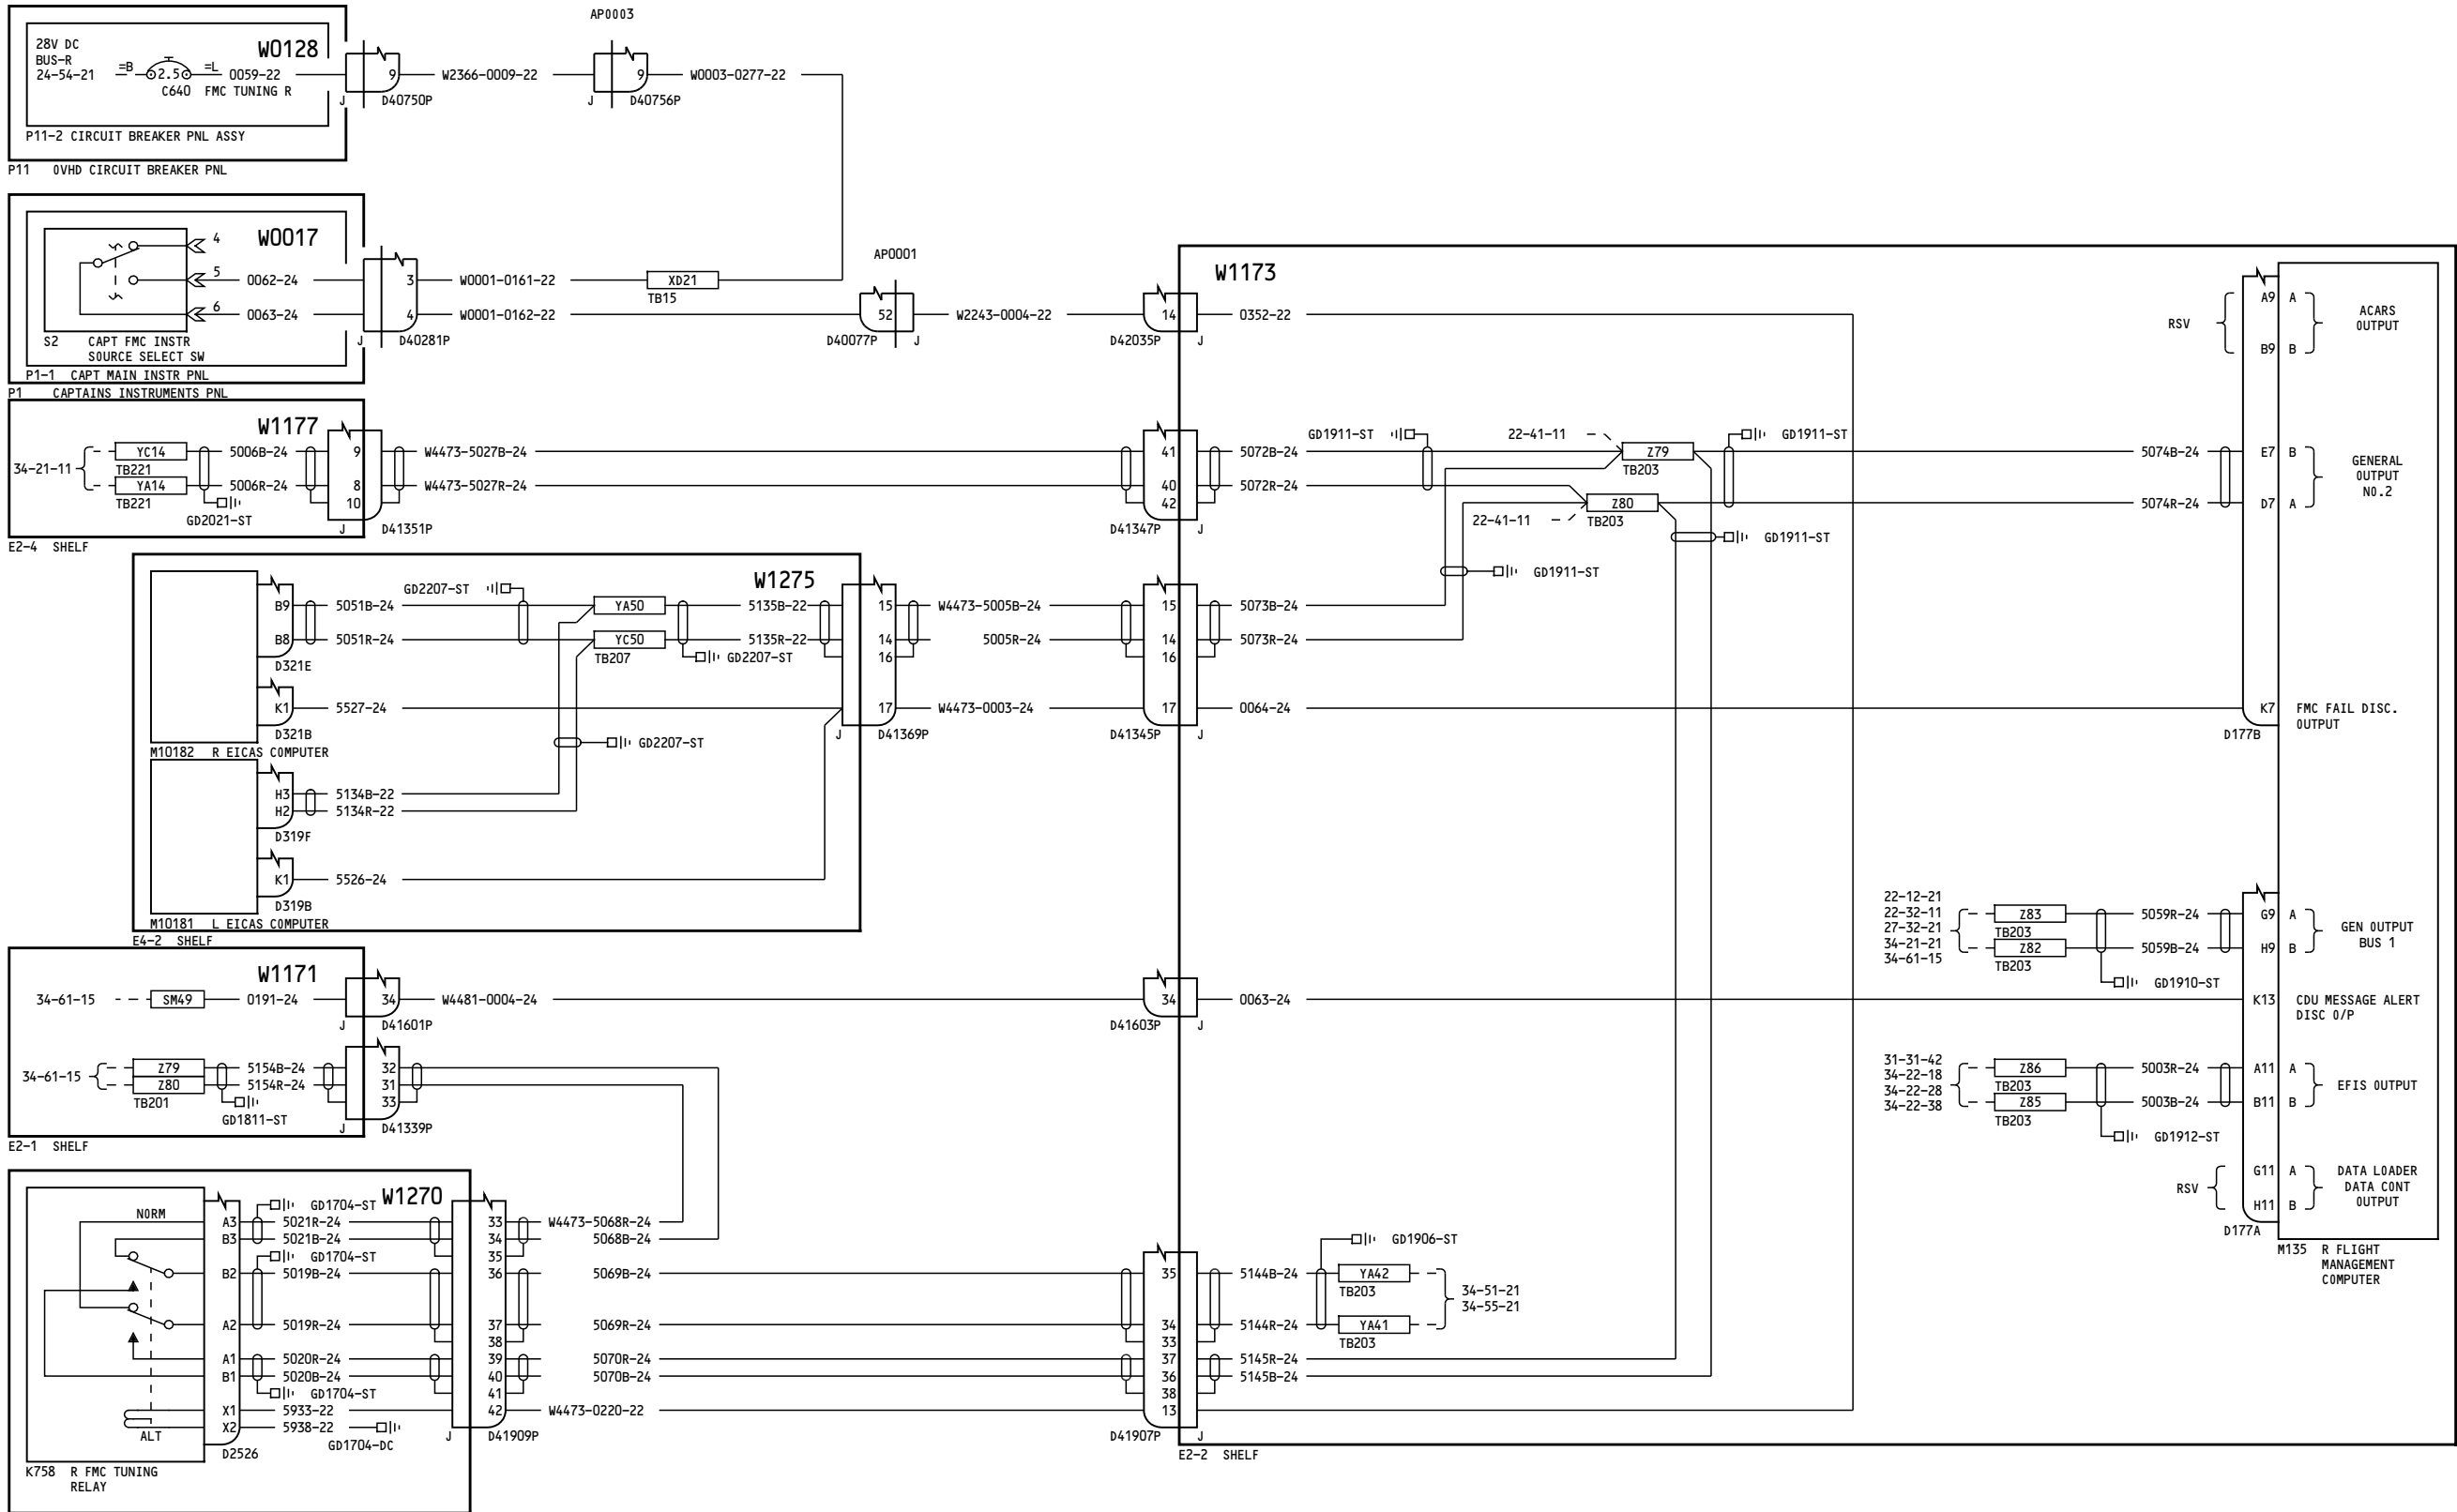 AP0003
28V DC
BUS-R
24-54-21
=B
2.5
=L
0059-22
W0128
C640 FMC TUNING R
P11-2 CIRCUIT BREAKER PNL ASSY
P11 OVHD CIRCUIT BREAKER PNL
9
J
D40750P
W2366-0009-22
9
J
D40756P
W0003-0277-22
W0017
4
5
0062-24
6
0063-24
S2 CAPT FMC INSTR
SOURCE SELECT SW
P1-1 CAPT MAIN INSTR PNL
P1 CAPTAINS INSTRUMENTS PNL
3
4
J
D40281P
W0001-0161-22
XD21
TB15
W0001-0162-22
AP0001
52
D40077P
J
W2243-0004-22
14
D42035P
J
W1173
0352-22
W1177
34-21-11
YC14
TB221
YA14
TB221
5006B-24
5006R-24
GD2021-ST
9
8
10
J
D41351P
E2-4 SHELF
W4473-5027B-24
W4473-5027R-24
41
40
42
D41347P
J
5072B-24
5072R-24
GD1911-ST
22-41-11
Z79
TB203
22-41-11
Z80
TB203
GD1911-ST
GD1911-ST
GD1911-ST
5074B-24
5074R-24
RSV
A9 A
B9 B
ACARS
OUTPUT
E7 B
D7 A
GENERAL
OUTPUT
NO.2
K7
FMC FAIL DISC.
OUTPUT
D177B
W1275
B9
5051B-24
B8
5051R-24
D321E
K1
5527-24
D321B
M10182 R EICAS COMPUTER
GD2207-ST
YA50
YC50
TB207
5135B-22
5135R-22
GD2207-ST
GD2207-ST
H3
5134B-22
H2
5134R-22
D319F
K1
5526-24
D319B
M10181 L EICAS COMPUTER
E4-2 SHELF
15
14
16
17
J
D41369P
W4473-5005B-24
5005R-24
W4473-0003-24
15
14
16
17
D41345P
J
5073B-24
5073R-24
0064-24
22-12-21
22-32-11
27-32-21
34-21-21
34-61-15
Z83
TB203
Z82
TB203
5059R-24
5059B-24
GD1910-ST
G9 A
H9 B
GEN OUTPUT
BUS 1
K13
CDU MESSAGE ALERT
DISC O/P
W1171
34-61-15
SM49
0191-24
34
J
D41601P
W4481-0004-24
34
D41603P
J
0063-24
34-61-15
Z79
Z80
TB201
5154B-24
5154R-24
GD1811-ST
32
31
33
J
D41339P
E2-1 SHELF
31-31-42
34-22-18
34-22-28
34-22-38
Z86
TB203
Z85
TB203
5003R-24
5003B-24
GD1912-ST
A11 A
B11 B
EFIS OUTPUT
RSV
G11 A
H11 B
DATA LOADER
DATA CONT
OUTPUT
D177A
M135 R FLIGHT
MANAGEMENT
COMPUTER
W1270
NORM
ALT
A3
B3
B2
A2
A1
B1
X1
X2
D2526
K758 R FMC TUNING
RELAY
GD1704-ST
5021R-24
5021B-24
GD1704-ST
5019B-24
5019R-24
5020R-24
5020B-24
GD1704-ST
5933-22
5938-22
GD1704-DC
33
34
35
36
37
38
39
40
41
42
J
D41909P
W4473-5068R-24
5068B-24
5069B-24
5069R-24
5070R-24
5070B-24
W4473-0220-22
35
34
33
37
36
38
13
D41907P
J
5144B-24
5144R-24
5145R-24
5145B-24
GD1906-ST
YA42
TB203
YA41
TB203
34-51-21
34-55-21
E2-2 SHELF